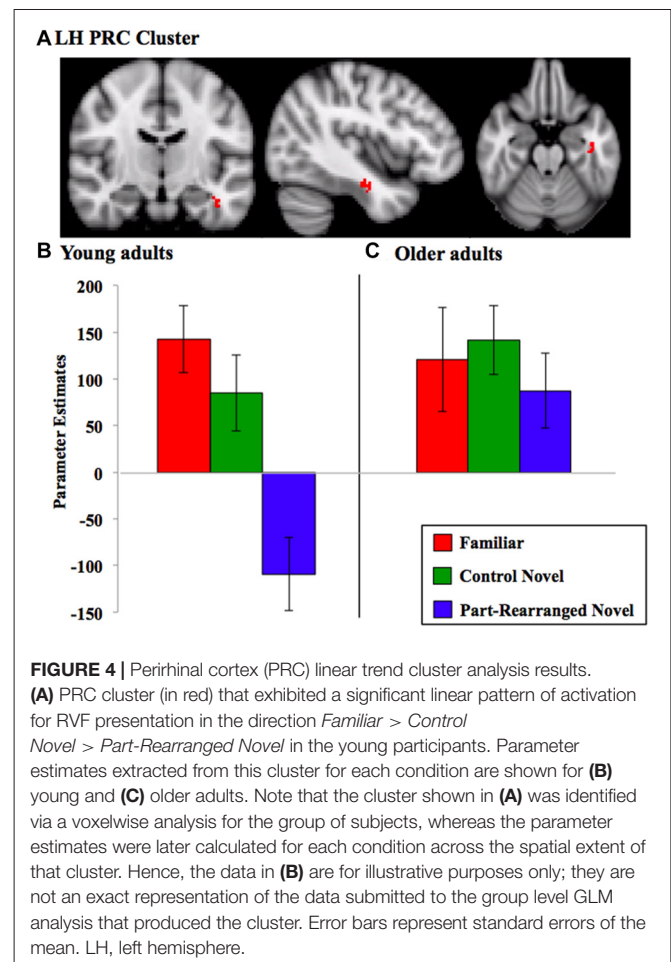 A LH PRC Cluster
B Young adults
C Older adults
Parameter Estimates
200
150
100
50
0
-50
-100
-150
Familiar
Control Novel
Part-Rearranged Novel
FIGURE 4 | Perirhinal cortex (PRC) linear trend cluster analysis results.
(A) PRC cluster (in red) that exhibited a significant linear pattern of activation
for RVF presentation in the direction Familiar > Control
Novel > Part-Rearranged Novel in the young participants. Parameter
estimates extracted from this cluster for each condition are shown for (B)
young and (C) older adults. Note that the cluster shown in (A) was identified
via a voxelwise analysis for the group of subjects, whereas the parameter
estimates were later calculated for each condition across the spatial extent of
that cluster. Hence, the data in (B) are for illustrative purposes only; they are
not an exact representation of the data submitted to the group level GLM
analysis that produced the cluster. Error bars represent standard errors of the
mean. LH, left hemisphere.